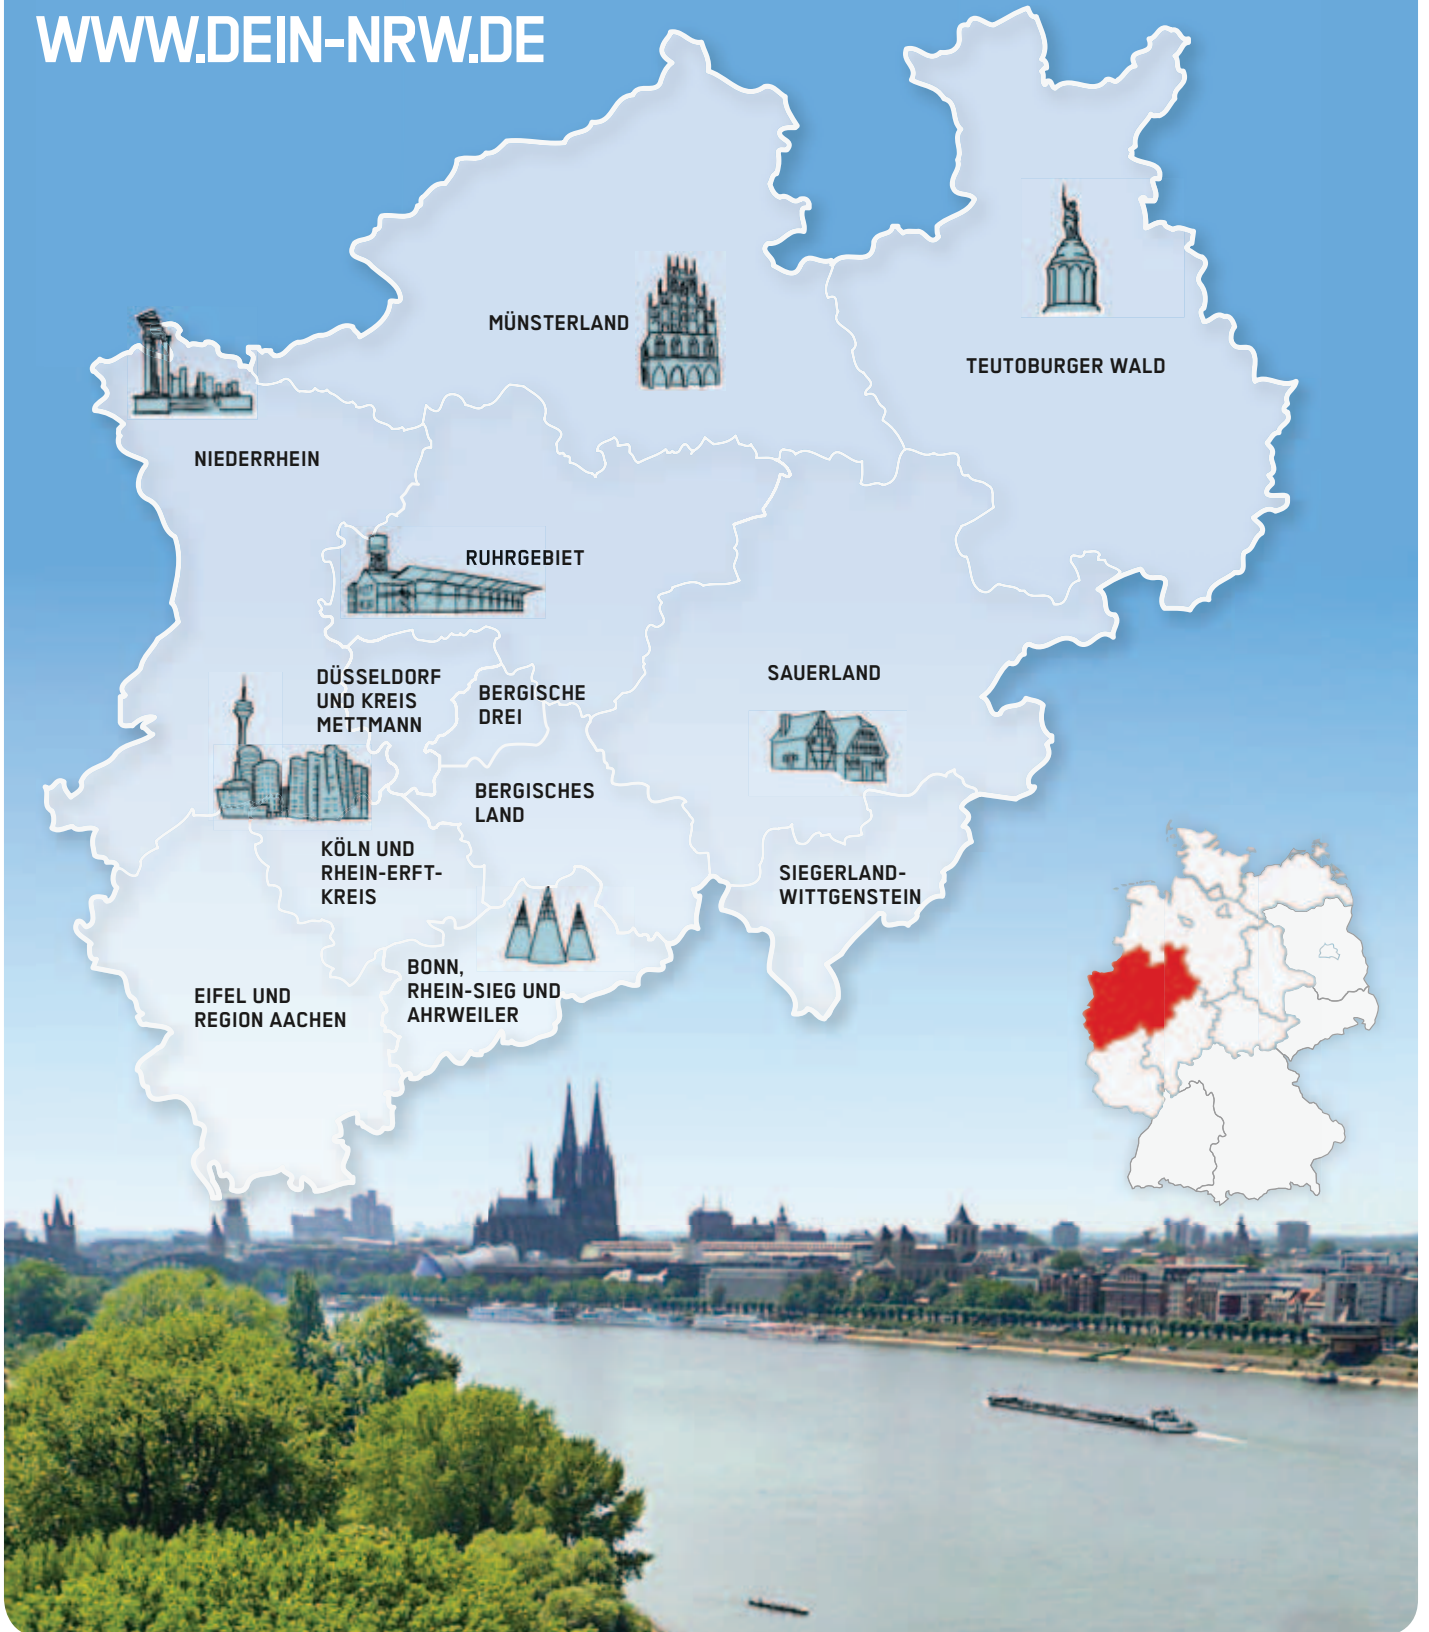 WWW.DEIN-NRW.DE
MÜNSTERLAND
TEUTOBURGER WALD
NIEDERRHEIN
RUHRGEBIET
DÜSSELDORF
UND KREIS
METTMANN
BERGISCHE
DREI
SAUERLAND
BERGISCHES
LAND
KÖLN UND
RHEIN-ERFT-
KREIS
SIEGERLAND-
WITTGENSTEIN
BONN,
RHEIN-SIEG UND
AHRWEILER
EIFEL UND
REGION AACHEN